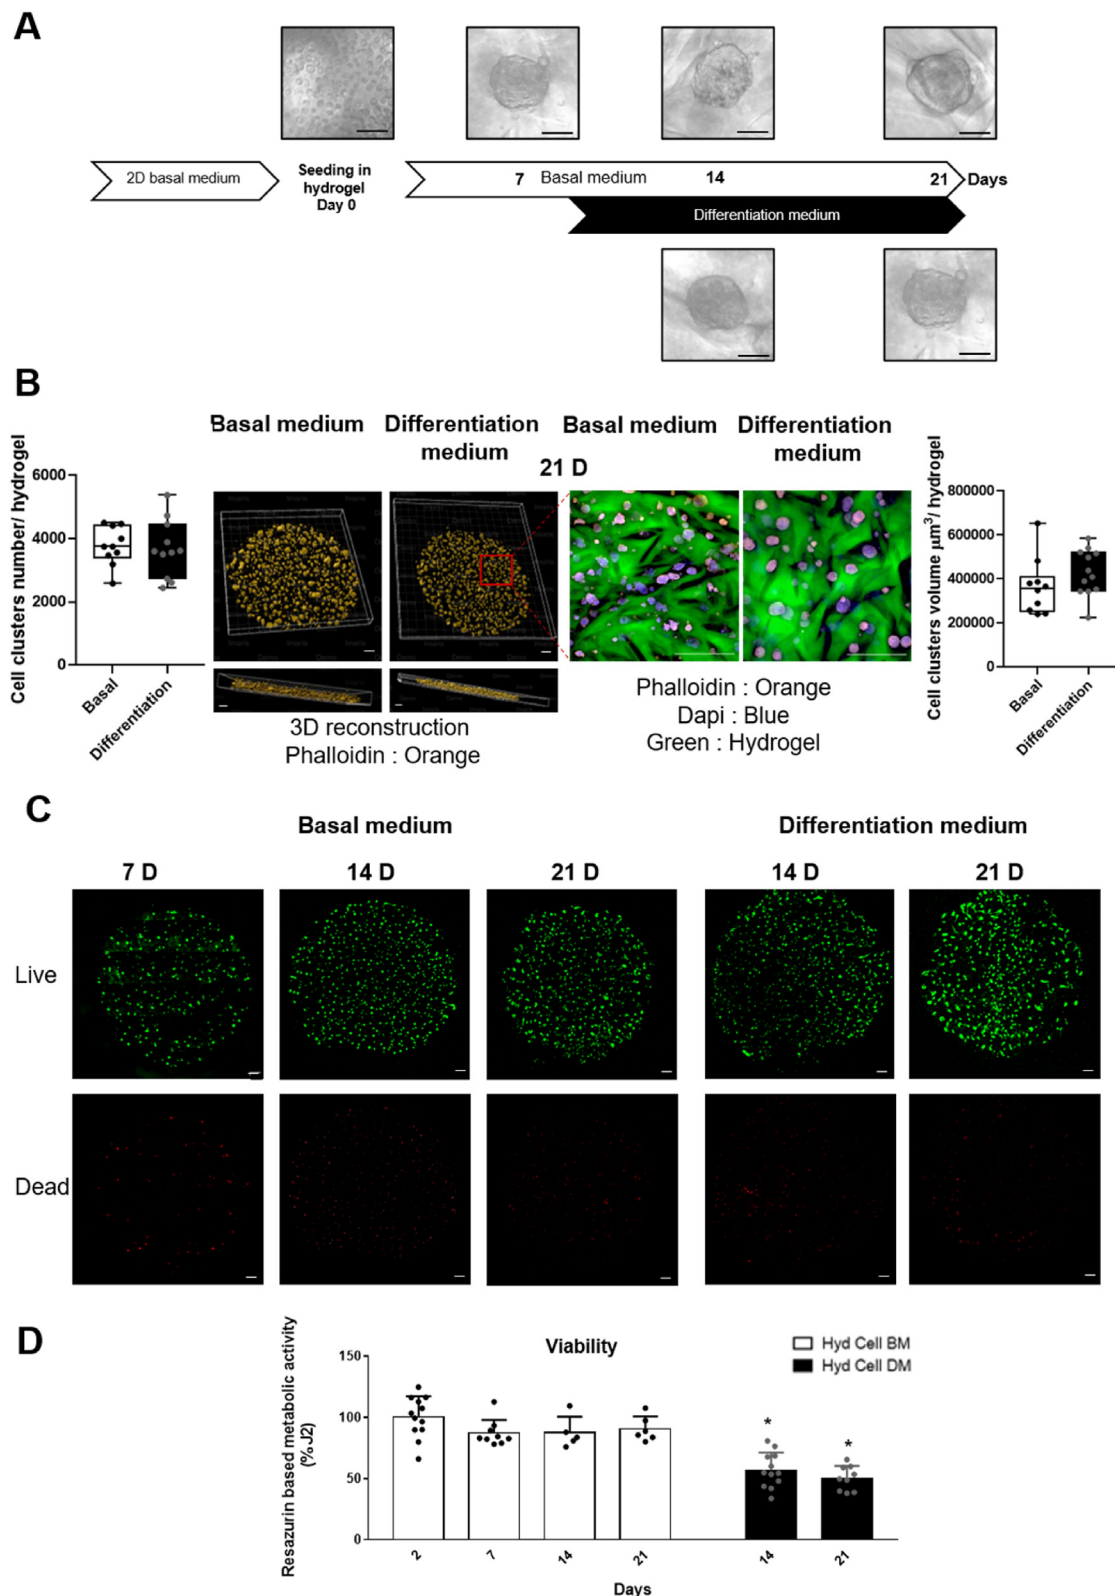 A
2D basal medium
Seeding in
hydrogel
Day 0
7 Basal medium 14 21 Days
Differentiation medium
B
Basal medium Differentiation
medium
Basal medium Differentiation
medium
21 D
Cell clusters number/ hydrogel
6000
4000
2000
0
Basal
Differentiation
3D reconstruction
Phalloidin : Orange
Phalloidin : Orange
Dapi : Blue
Green : Hydrogel
Cell clusters volume µm³/ hydrogel
800000
600000
400000
200000
0
Basal
Differentiation
C
Basal medium Differentiation medium
7 D 14 D 21 D 14 D 21 D
Live
Dead
D
Viability
Hyd Cell BM
Hyd Cell DM
Resazurin based metabolic activity
(% J2)
150
100
50
0
* *
2 7 14 21 14 21
Days